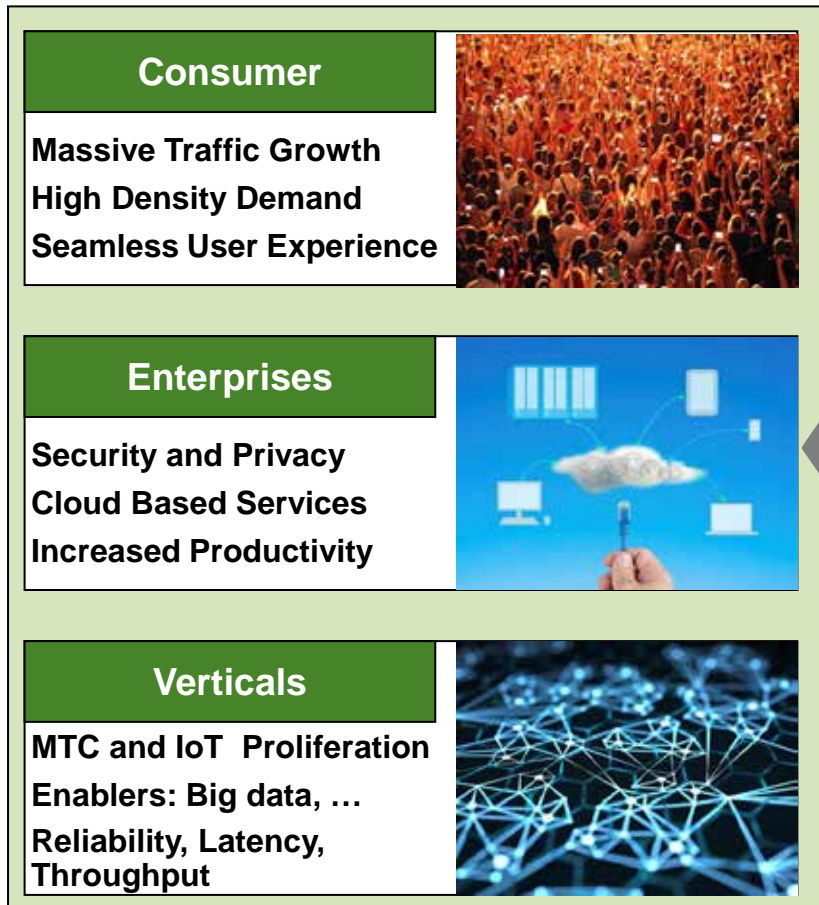 Consumer
Massive Traffic Growth
High Density Demand
Seamless User Experience
Enterprises
Security and Privacy
Cloud Based Services
Increased Productivity
Verticals
MTC and IoT  Proliferation
Enablers: Big data, …
Reliability, Latency,
Throughput